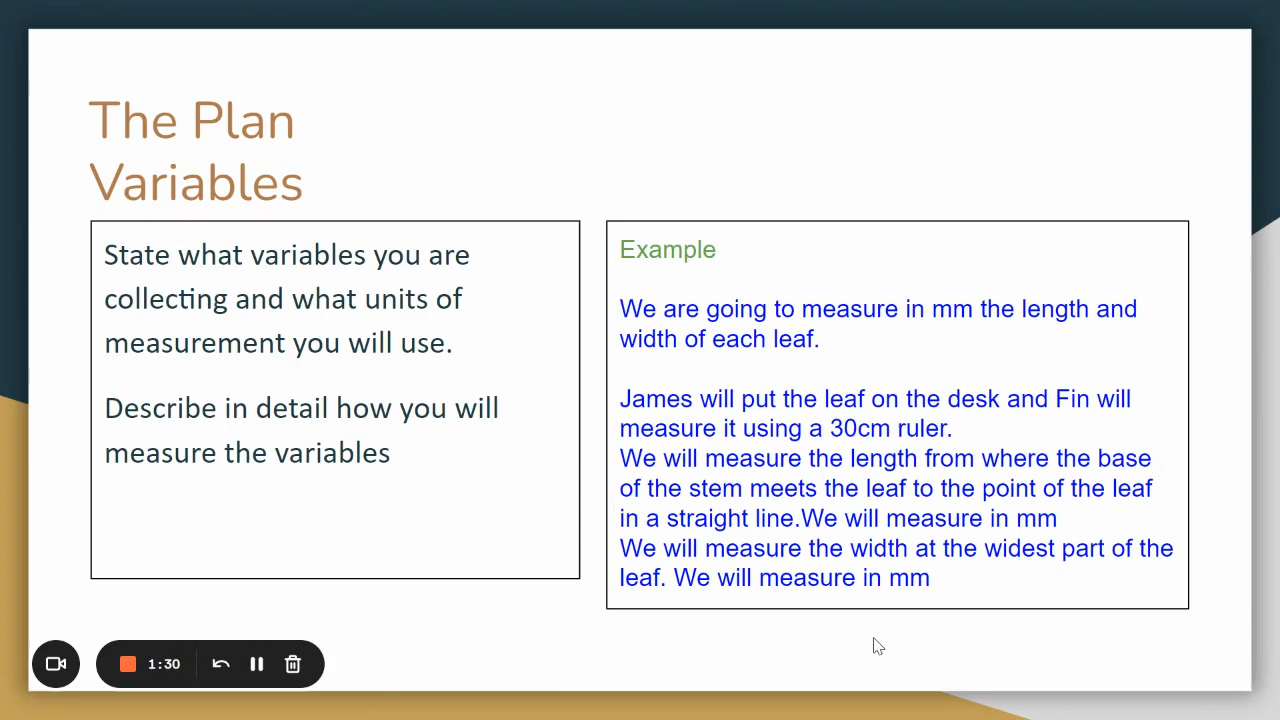 The Plan
Variables
State what variables you are
collecting and what units of
measurement you will use.
Describe in detail how you will
measure the variables
Example
We are going to measure in mm the length and
width of each leaf.
James will put the leaf on the desk and Fin will
measure it using a 30cm ruler.
We will measure the length from where the base
of the stem meets the leaf to the point of the leaf
in a straight line.We will measure in mm
We will measure the width at the widest part of the
leaf. We will measure in mm
1:30